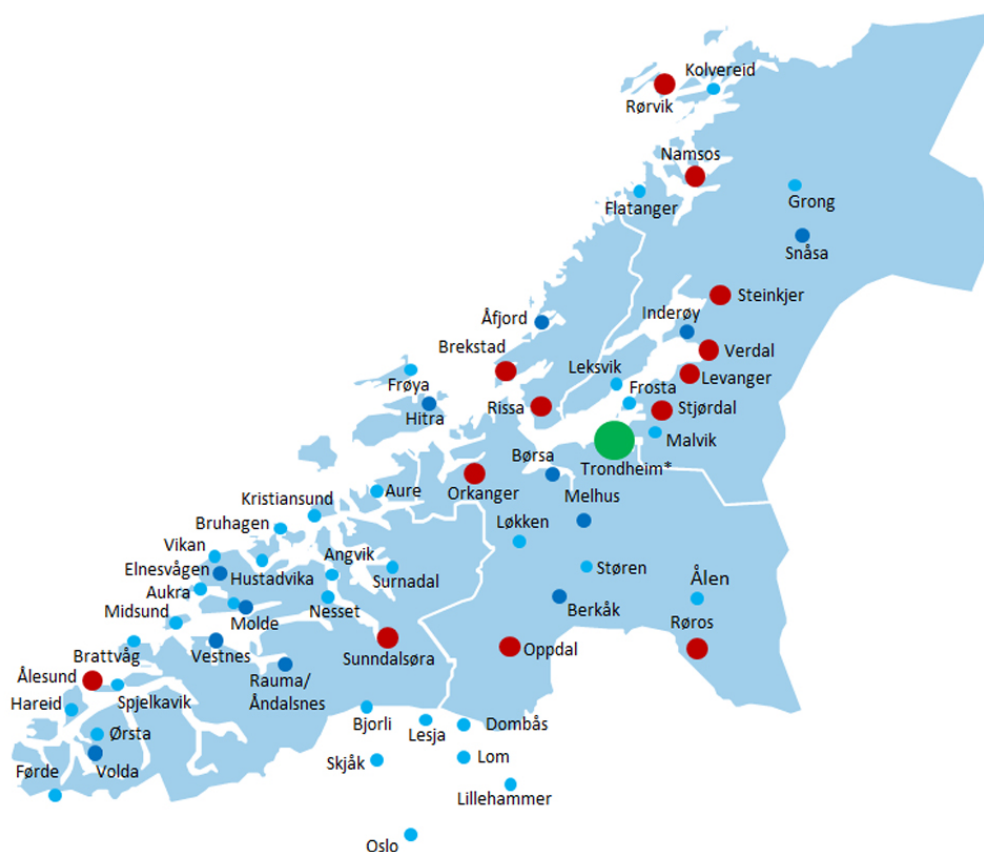 Kolvereid
Rørvik
Namsos
Flatanger
Grong
Snåsa
Steinkjer
Inderøy
Åfjord
Brekstad
Verdal
Leksvik
Levanger
Frosta
Frøya
Hitra
Rissa
Stjørdal
Malvik
Børsa
Trondheim*
Orkanger
Aure
Melhus
Kristiansund
Bruhagen
Løkken
Vikan
Angvik
Elnesvågen
Hustadvika
Surnadal
Støren
Ålen
Aukra
Midsund
Molde
Nesset
Berkåk
Røros
Brattvåg
Vestnes
Sunndalsøra
Oppdal
Ålesund
Rauma/
Åndalsnes
Hareid
Spjelkavik
Bjorli
Lesja
Dombås
Ørsta
Skjåk
Lom
Førde
Volda
Lillehammer
Oslo